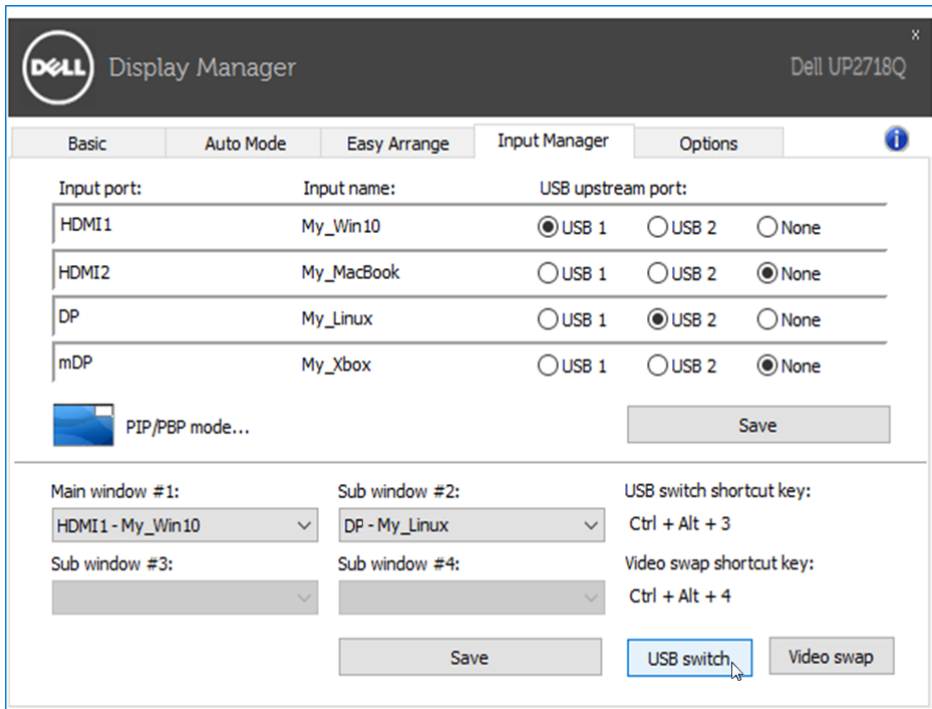 x
DELL Display Manager Dell UP2718Q
Basic Auto Mode Easy Arrange Input Manager Options i
Input port: Input name: USB upstream port:
HDMI1 My_Win10 USB 1 USB 2 None
HDMI2 My_MacBook USB 1 USB 2 None
DP My_Linux USB 1 USB 2 None
mDP My_Xbox USB 1 USB 2 None
PIP/PBP mode... Save
Main window #1: Sub window #2: USB switch shortcut key:
HDMI1 - My_Win10 DP - My_Linux Ctrl + Alt + 3
Sub window #3: Sub window #4: Video swap shortcut key:
Ctrl + Alt + 4
Save USB switch Video swap